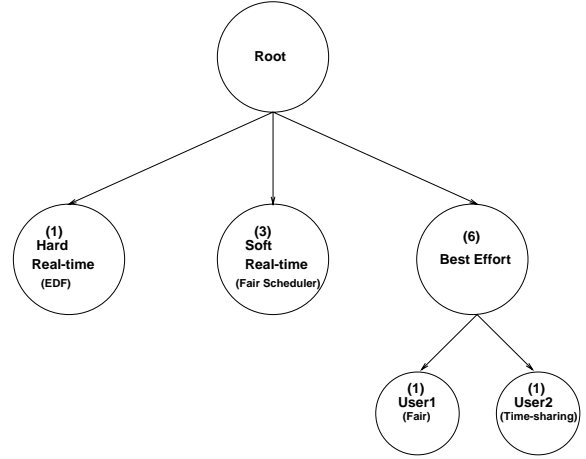 Root
(1)
Hard
Real-time
(EDF)
(3)
Soft
Real-time
(Fair Scheduler)
(6)
Best Effort
(1)
User1
(Fair)
(1)
User2
(Time-sharing)